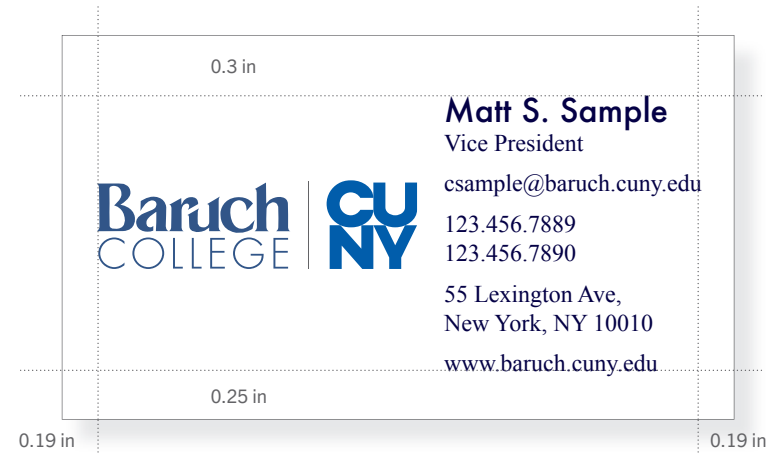 0.3 in
Matt S. Sample
Vice President
csample@baruch.cuny.edu
123.456.7889
123.456.7890
55 Lexington Ave,
New York, NY 10010
www.baruch.cuny.edu
Baruch
COLLEGE
CU
NY
0.25 in
0.19 in
0.19 in